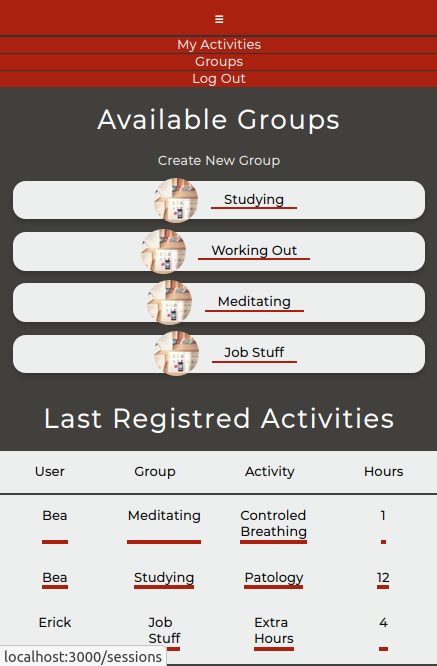 ☰
My Activities
Groups
Log Out
Available Groups
Create New Group
Studying
Working Out
Meditating
Job Stuff
Last Registred Activities
User Group Activity Hours
Bea Meditating Controled Breathing 1
Bea Studying Patology 12
Erick Job Stuff Extra Hours 4
localhost:3000/sessions